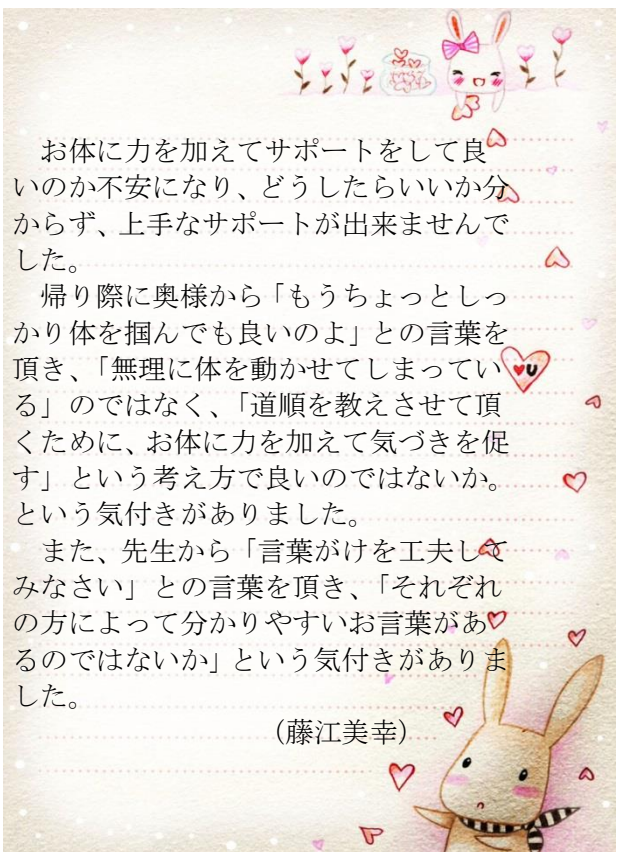 お体に力を加えてサポートをして良
いのか不安になり、どうしたらいいか分
からず、上手なサポートが出来ませんで
した。
帰り際に奥様から「もうちょっとしっ
かり体を掴んでも良いのよ」との言葉を
頂き、「無理に体を動かせてしまってい
る」のではなく、「道順を教えさせて頂
くために、お体に力を加えて気づきを促
す」という考え方で良いのではないか。
という気付きがありました。
また、先生から「言葉がけを工夫して
みなさい」との言葉を頂き、「それぞれ
の方によって分かりやすいお言葉があ
るのではないか」という気付きがありま
した。
(藤江美幸)
U